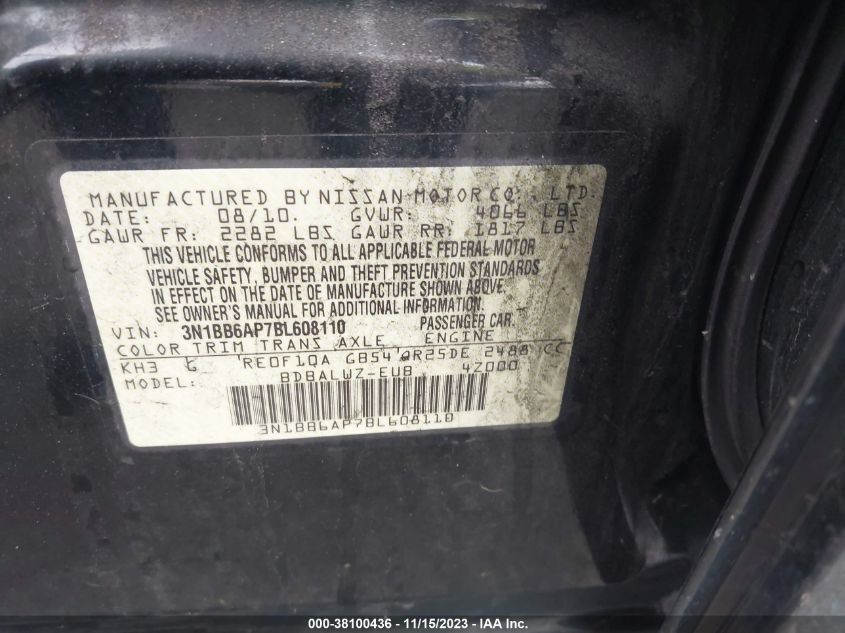 MANUFACTURED BY NISSAN MOTOR CO., LTD.
DATE: 08/10. GVWR: 4066 LBS
GAWR FR: 2282 LBS GAWR RR: 1817 LBS
THIS VEHICLE CONFORMS TO ALL APPLICABLE FEDERAL MOTOR
VEHICLE SAFETY, BUMPER AND THEFT PREVENTION STANDARDS
IN EFFECT ON THE DATE OF MANUFACTURE SHOWN ABOVE.
SEE OWNER'S MANUAL FOR ADDITIONAL INFORMATION.
VIN: 3N1BB6AP7BL608110 PASSENGER CAR
COLOR TRIM TRANS AXLE ENGINE
KH3 G RE0F10A GB54 QR25DE 2488 CC
MODEL: BDBALWZ-EUB 4Z000
3N1BB6AP7BL608110
000-38100436 - 11/15/2023 - IAA Inc.